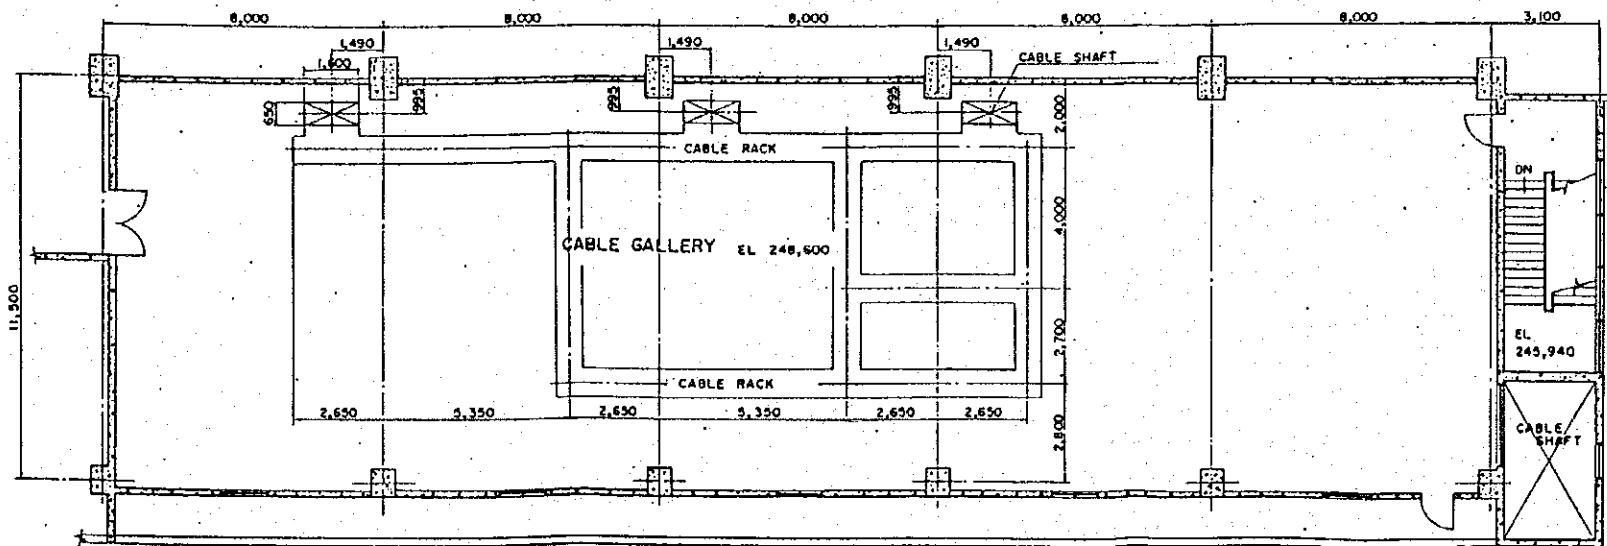 8,000 8,000 8,000 8,000 8,000 3,100
1,490 1,490 1,490
CABLE SHAFT
1,600
650 995 995 995 2,000
CABLE RACK
DN
4,000
CABLE GALLERY EL 248,600
11,500
2,700
EL
245,940
CABLE RACK
2,650 5,350 2,650 5,350 2,650 2,650
2,800
CABLE
SHAFT